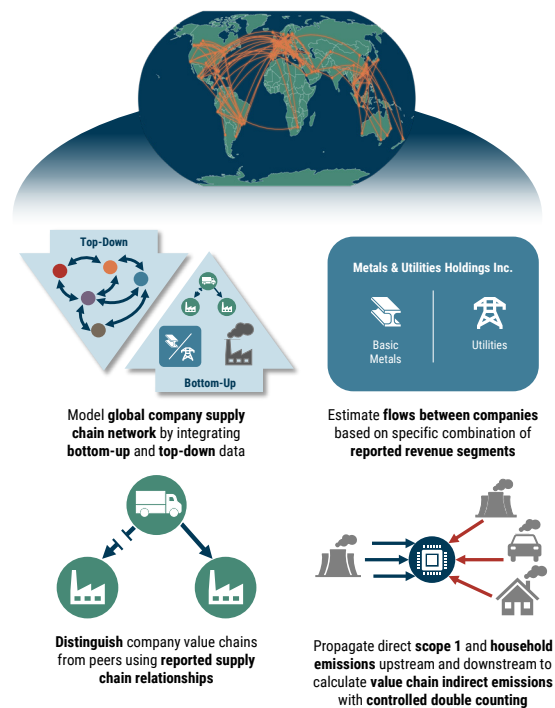 Top-Down
Bottom-Up
Metals & Utilities Holdings Inc.
Basic
Metals
Utilities
Model global company supply
chain network by integrating
bottom-up and top-down data
Estimate flows between companies
based on specific combination of
reported revenue segments
Distinguish company value chains
from peers using reported supply
chain relationships
Propagate direct scope 1 and household
emissions upstream and downstream to
calculate value chain indirect emissions
with controlled double counting